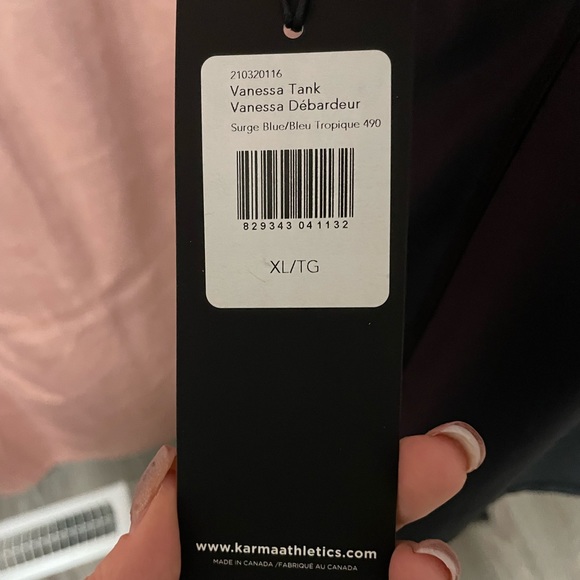 210320116
Vanessa Tank
Vanessa Débardeur
Surge Blue/Bleu Tropique 490
829343 041132
XL/TG
www.karmaathletics.com
MADE IN CANADA /FABRIQUÉ AU CANADA